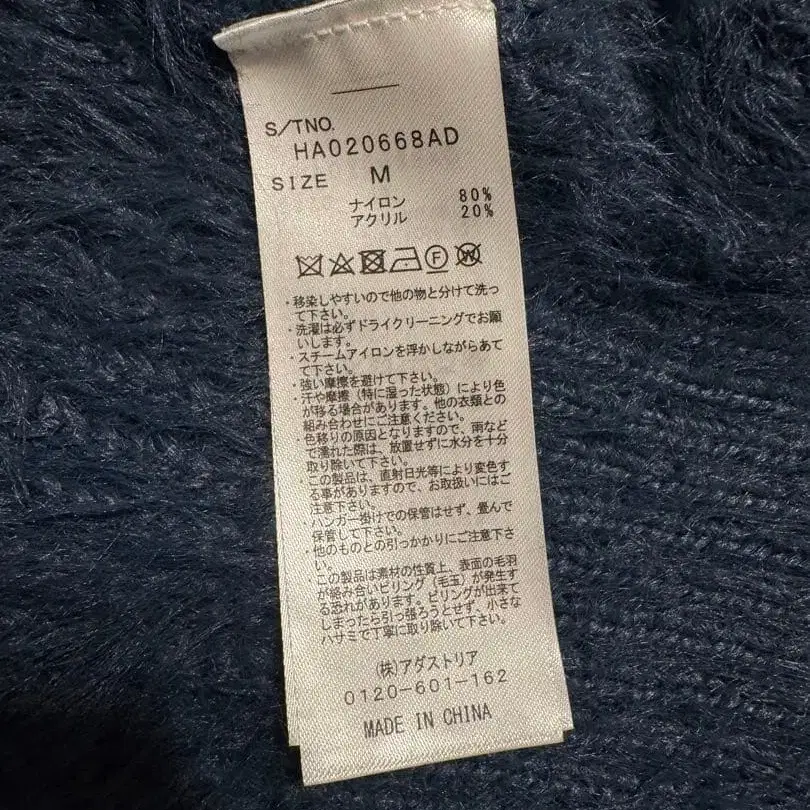 S/TNO.
HA020668AD
SIZE M
ナイロン 80%
アクリル 20%
F W
・移染しやすいので他の物と分けて洗っ
て下さい。
・洗濯は必ずドライクリーニングでお願
いします。
・スチームアイロンを浮かしながらあて
て下さい。
・強い摩擦を避けて下さい。
・汗や摩擦(特に湿った状態)により色
が移る場合があります。他の衣類との
組み合わせにご注意ください。
・色移りの原因となりますので、雨など
で濡れた際は、放置せずに水分を十分
取り除いて下さい。
・この製品は、直射日光等により変色す
る事がありますので、お取扱いにはご
注意下さい。
・ハンガー掛けでの保管はせず、畳んで
保管して下さい。
・他のものとの引っかかりにご注意下さ
い。
・この製品は素材の性質上、表面の毛羽
が絡み合いピリング(毛玉)が発生す
る恐れがあります。ピリングが出来て
しまったら引っ張ろうとせず、小さな
ハサミで丁寧に取り除いて下さい。
(株)アダストリア
0120-601-162
MADE IN CHINA